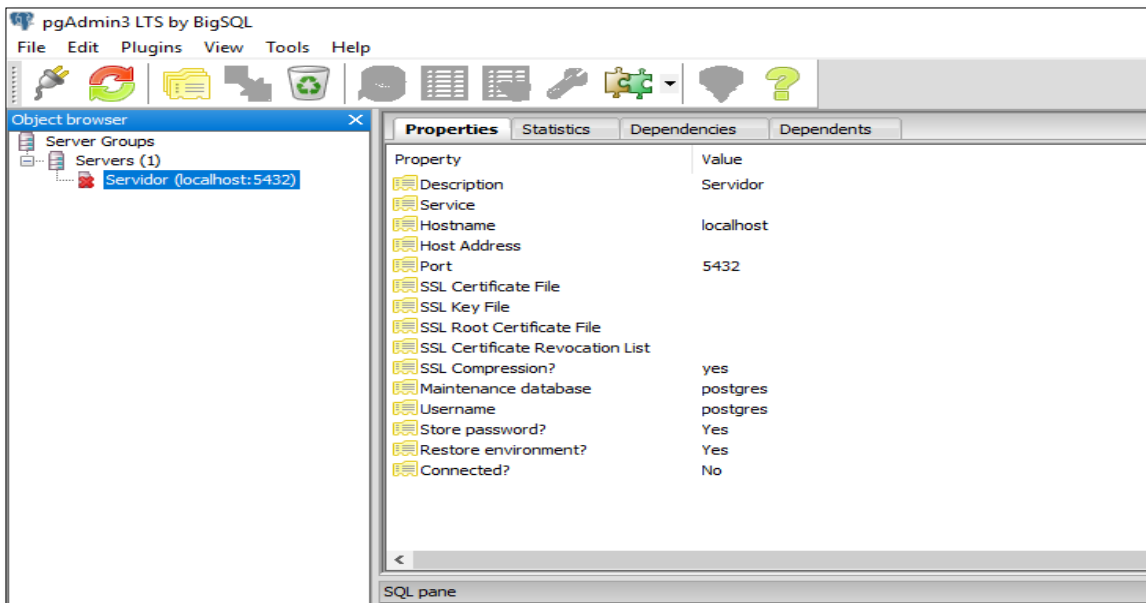 pgAdmin3 LTS by BigSQL
File Edit Plugins View Tools Help
Object browser
Server Groups
Servers (1)
Servidor (localhost:5432)
Properties Statistics Dependencies Dependents
Property Value
Description Servidor
Service
Hostname localhost
Host Address
Port 5432
SSL Certificate File
SSL Key File
SSL Root Certificate File
SSL Certificate Revocation List
SSL Compression? yes
Maintenance database postgres
Username postgres
Store password? Yes
Restore environment? Yes
Connected? No
SQL pane